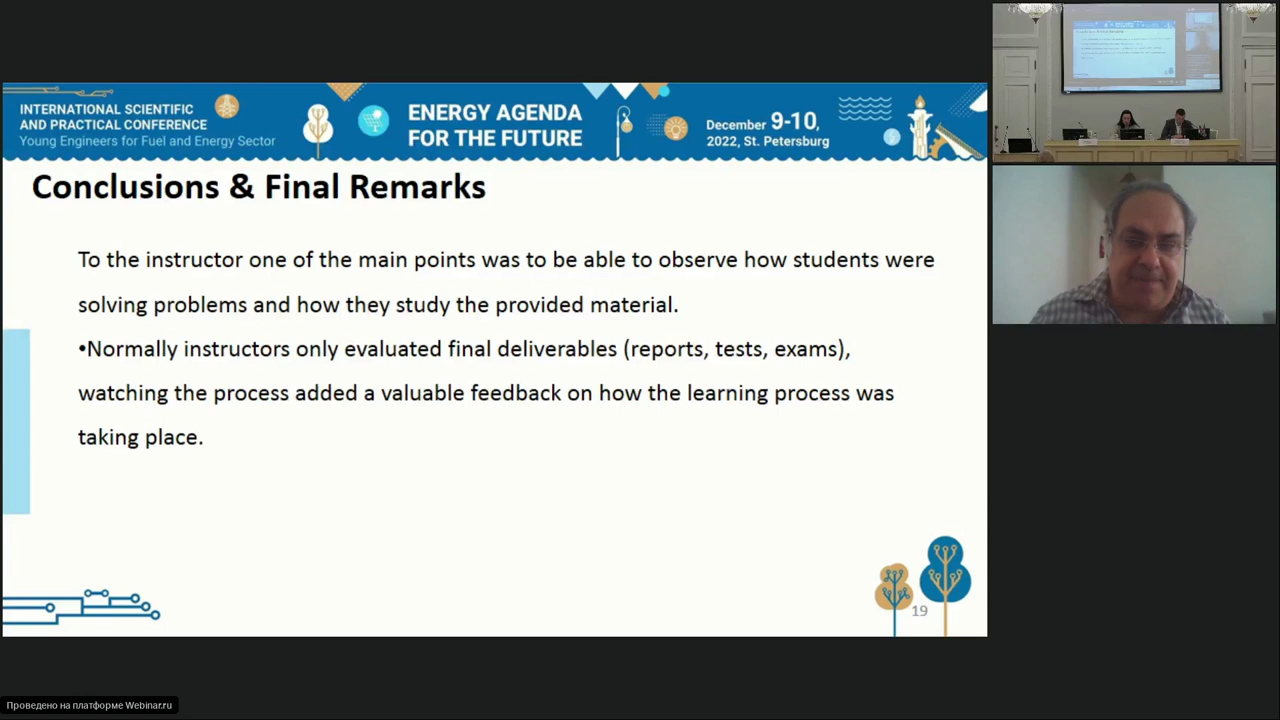 INTERNATIONAL SCIENTIFIC
AND PRACTICAL CONFERENCE
Young Engineers for Fuel and Energy Sector
ENERGY AGENDA
FOR THE FUTURE
December 9-10,
2022, St. Petersburg
Conclusions & Final Remarks
To the instructor one of the main points was to be able to observe how students were
solving problems and how they study the provided material.
•Normally instructors only evaluated final deliverables (reports, tests, exams),
watching the process added a valuable feedback on how the learning process was
taking place.
19
Проведено на платформе Webinar.ru